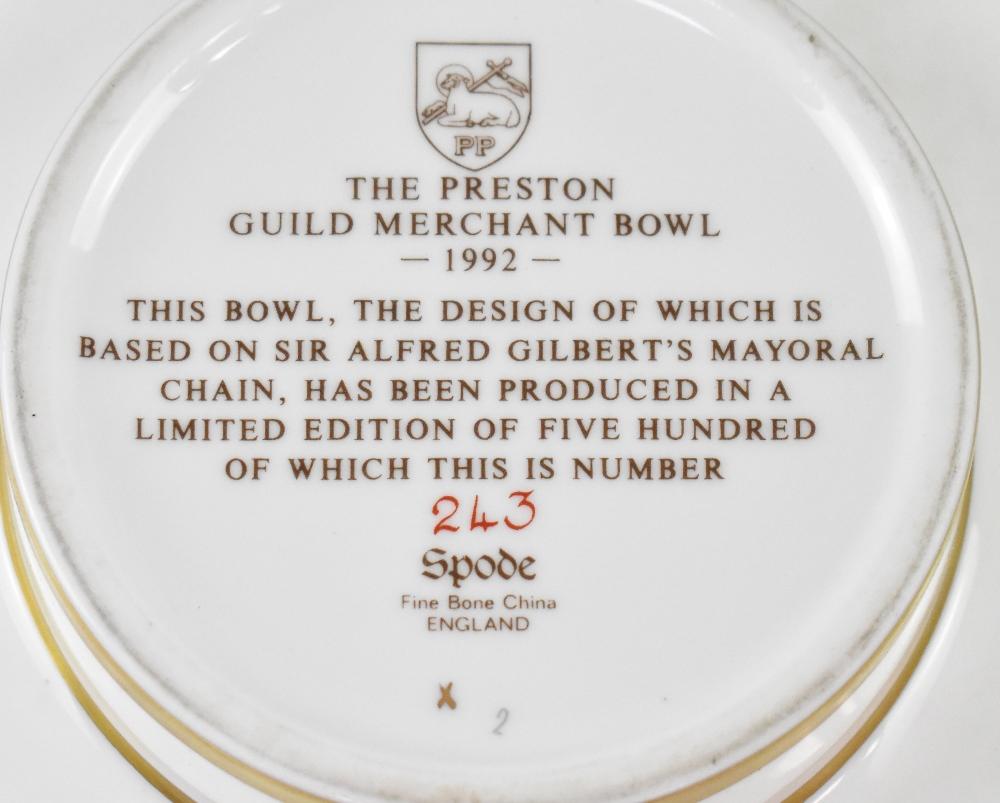 PP
THE PRESTON
GUILD MERCHANT BOWL
— 1992 —
THIS BOWL, THE DESIGN OF WHICH IS
BASED ON SIR ALFRED GILBERT'S MAYORAL
CHAIN, HAS BEEN PRODUCED IN A
LIMITED EDITION OF FIVE HUNDRED
OF WHICH THIS IS NUMBER
243
Spode
Fine Bone China
ENGLAND
X
2